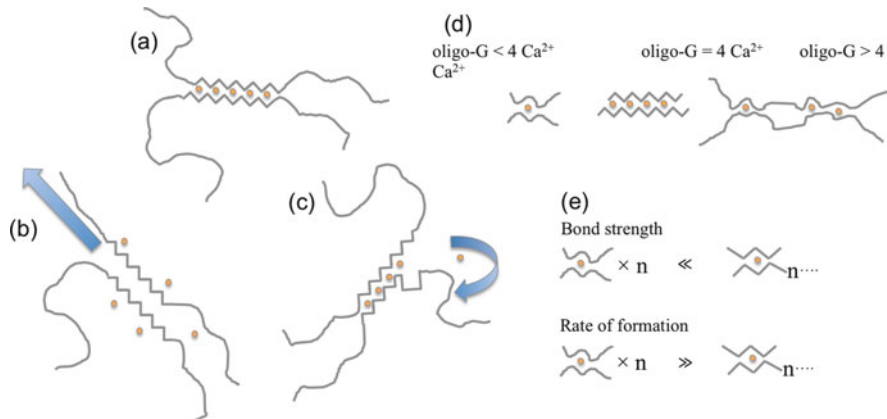 (a)
(d)
oligo-G < 4 Ca²⁺ oligo-G = 4 Ca²⁺ oligo-G > 4
Ca²⁺
(b)
(c)
(e)
Bond strength
× n ≪ n····
Rate of formation
× n ≫ n····